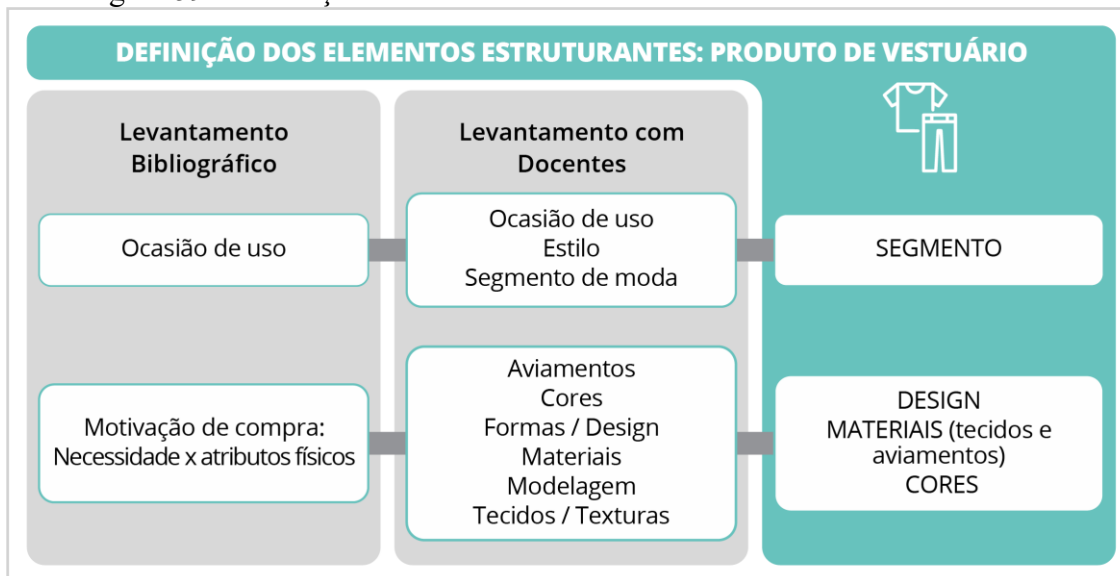 DEFINIÇÃO DOS ELEMENTOS ESTRUTURANTES: PRODUTO DE VESTUÁRIO
Levantamento
Bibliográfico
Levantamento com
Docentes
Ocasião de uso
Ocasião de uso
Estilo
Segmento de moda
SEGMENTO
Motivação de compra:
Necessidade x atributos físicos
Aviamentos
Cores
Formas / Design
Materiais
Modelagem
Tecidos / Texturas
DESIGN
MATERIAIS (tecidos e
aviamentos)
CORES